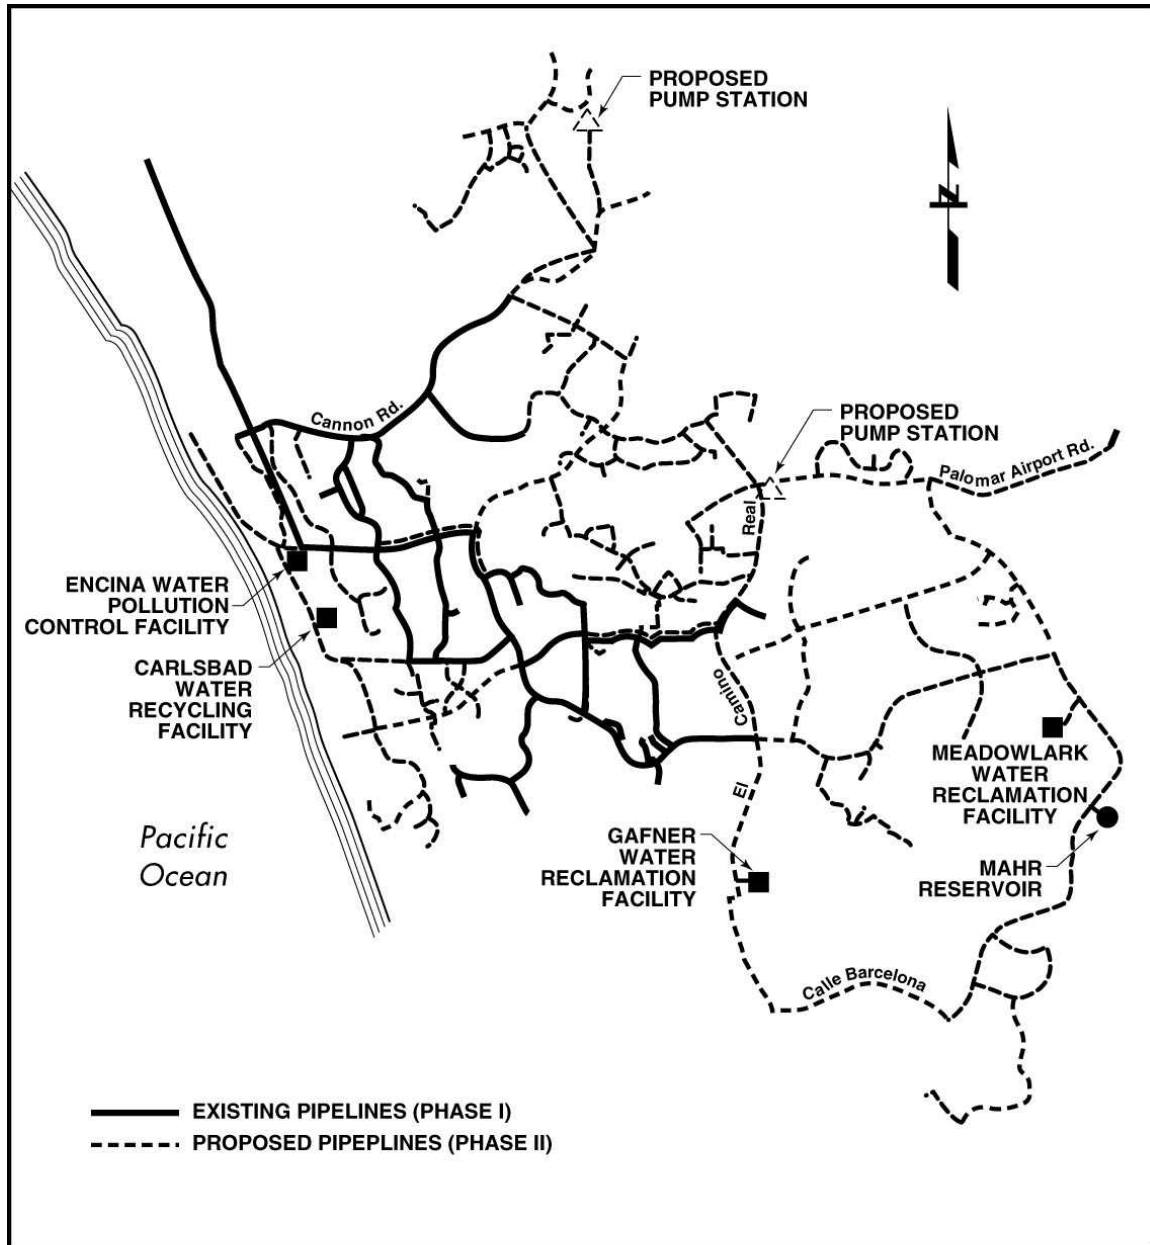 PROPOSED
PUMP STATION
N
Cannon Rd.
PROPOSED
PUMP STATION
Palomar Airport Rd.
Real
ENCINA WATER
POLLUTION
CONTROL FACILITY
CARLSBAD
WATER
RECYCLING
FACILITY
Camino
El
MEADOWLARK
WATER
RECLAMATION
FACILITY
Pacific
Ocean
GAFNER
WATER
RECLAMATION
FACILITY
MAHR
RESERVOIR
Calle Barcelona
EXISTING PIPELINES (PHASE I)
PROPOSED PIPEPLINES (PHASE II)